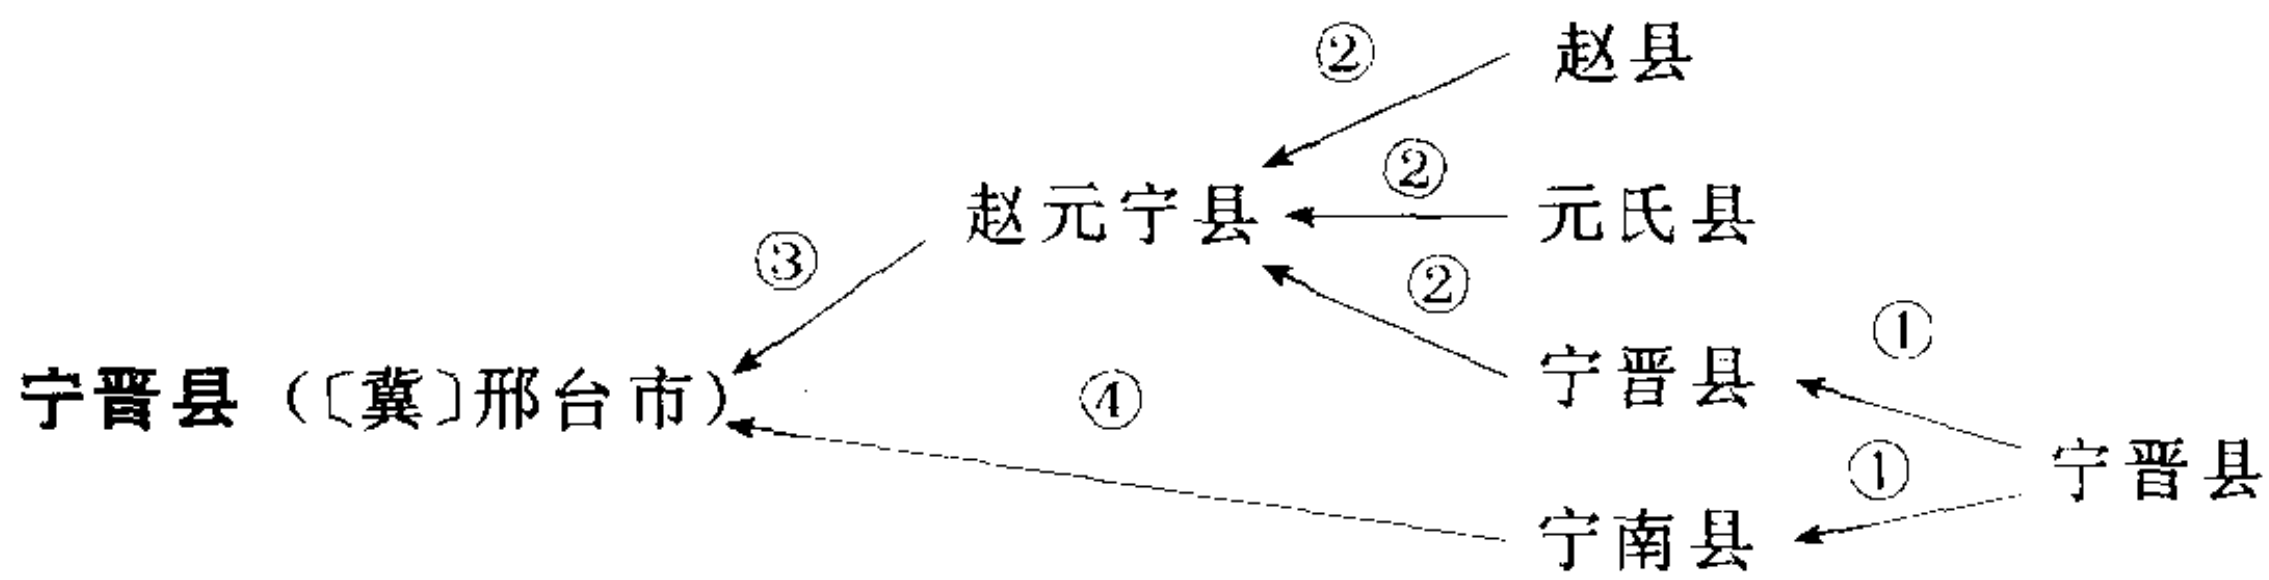 ② 赵县
② 
赵元宁县 元氏县
③ ②
宁晋县 ①
宁晋县（〔冀〕邢台市） ④
① 宁晋县
宁南县